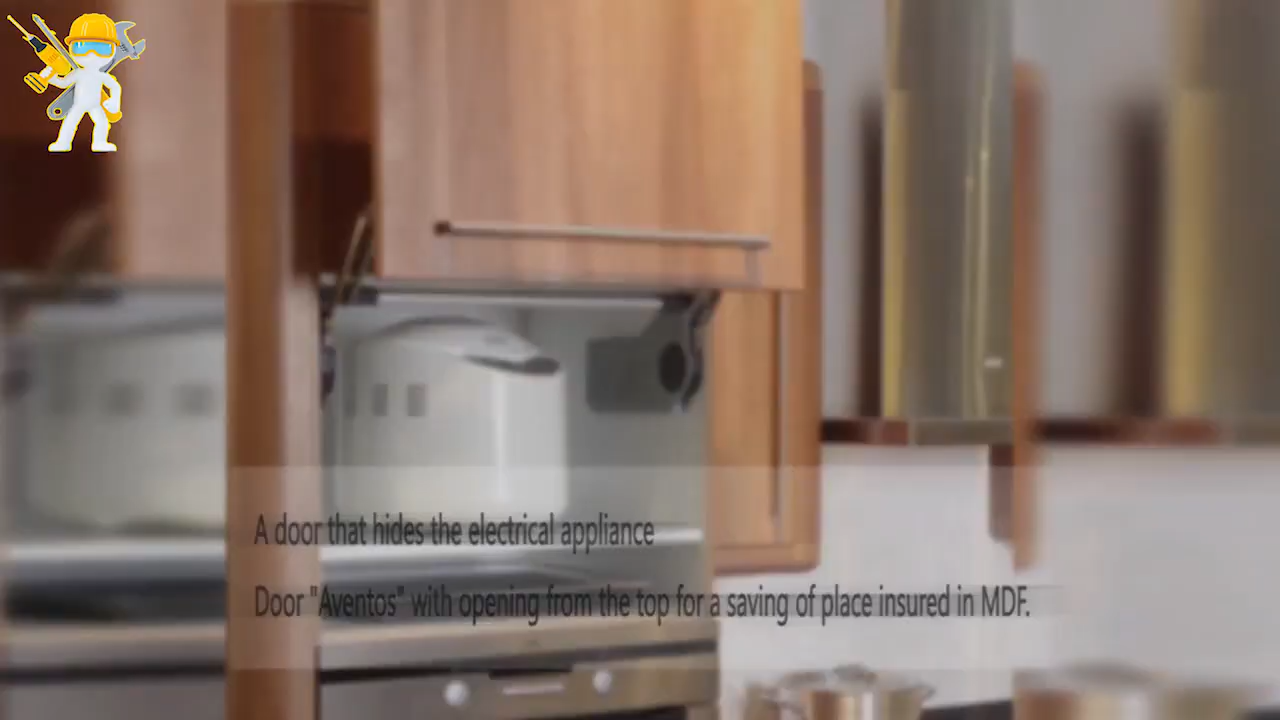 A door that hides the electrical appliance
Door "Aventos" with opening from the top for a saving of place insured in MDF.